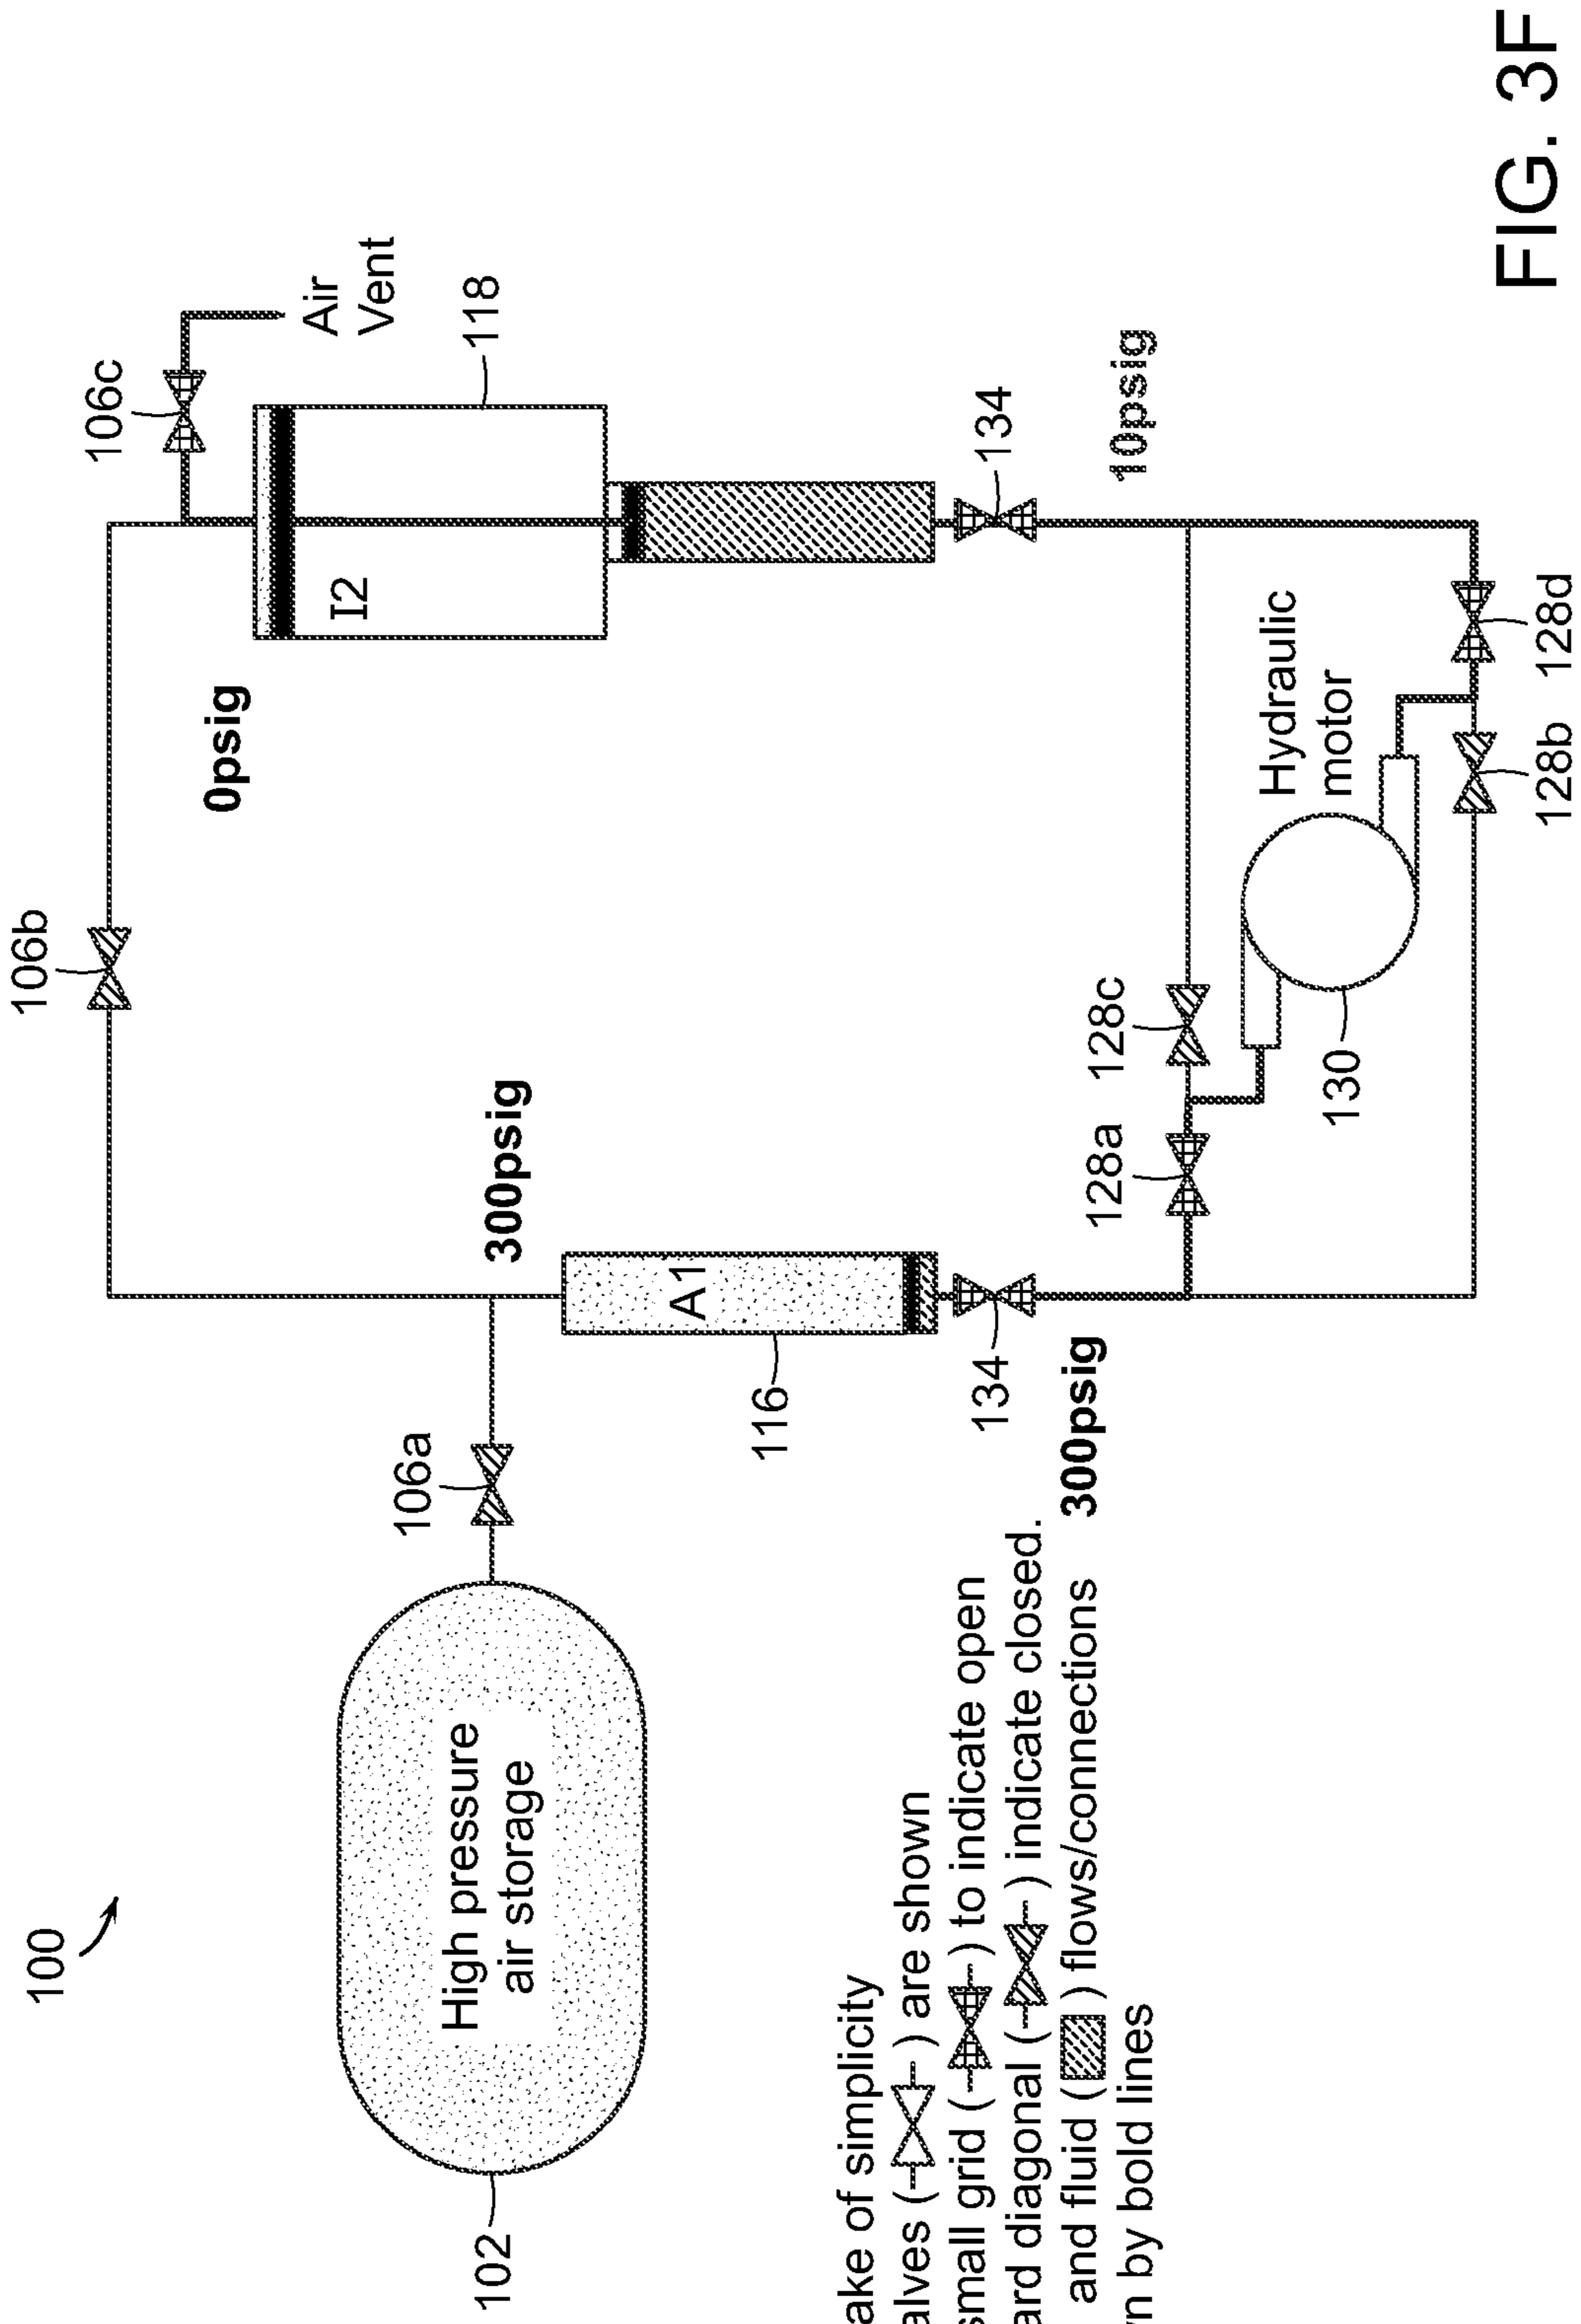 100
106b
106c
0psig
Air
Vent
I2
106a
118
High pressure
air storage
102
300psig
A1
116
ake of simplicity
alves ( ) are shown
small grid ( ) to indicate open
ard diagonal ( ) indicate closed.
and fluid ( ) flows/connections
n by bold lines
134
134
300psig
10psig
128a
128c
Hydraulic
motor
130
128b
128d
FIG. 3F